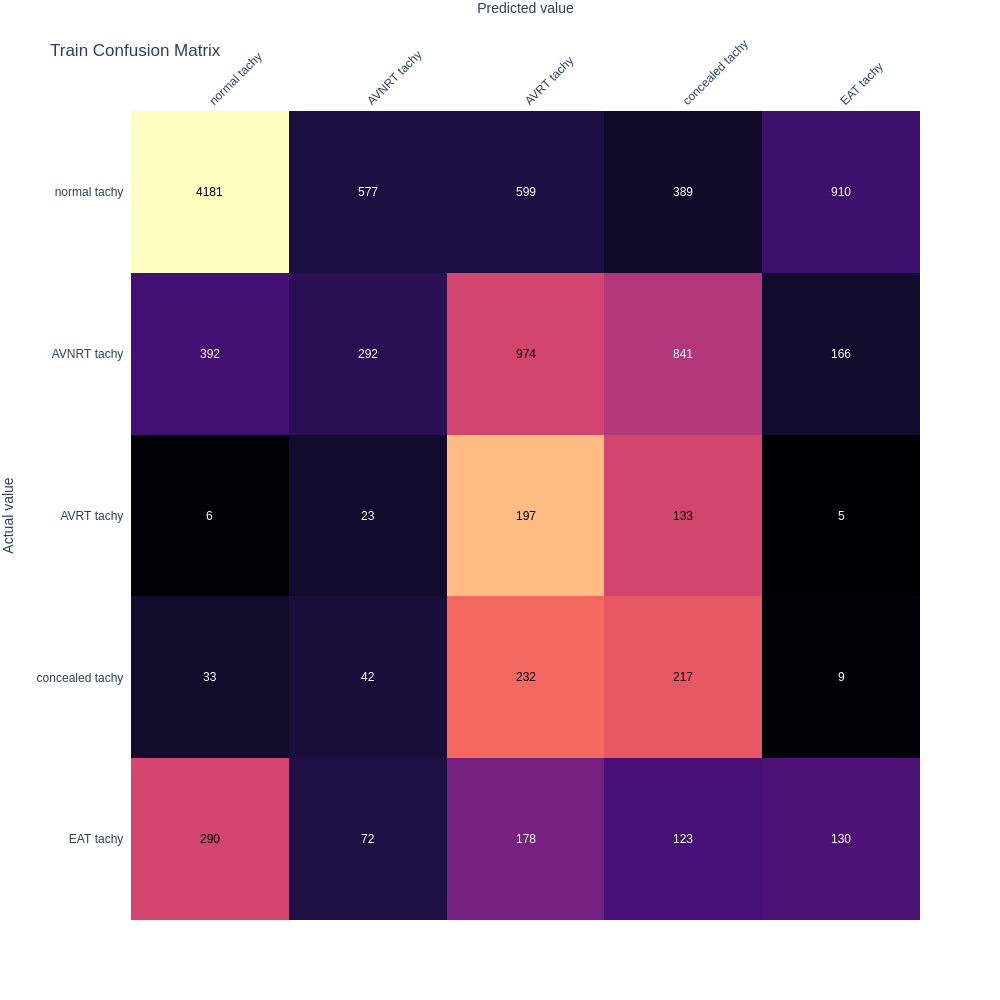 Predicted value
Train Confusion Matrix
normal tachy AVNRT tachy AVRT tachy concealed tachy EAT tachy
normal tachy 4181 577 599 389 910
AVNRT tachy 392 292 974 841 166
Actual value
AVRT tachy 6 23 197 133 5
concealed tachy 33 42 232 217 9
EAT tachy 290 72 178 123 130